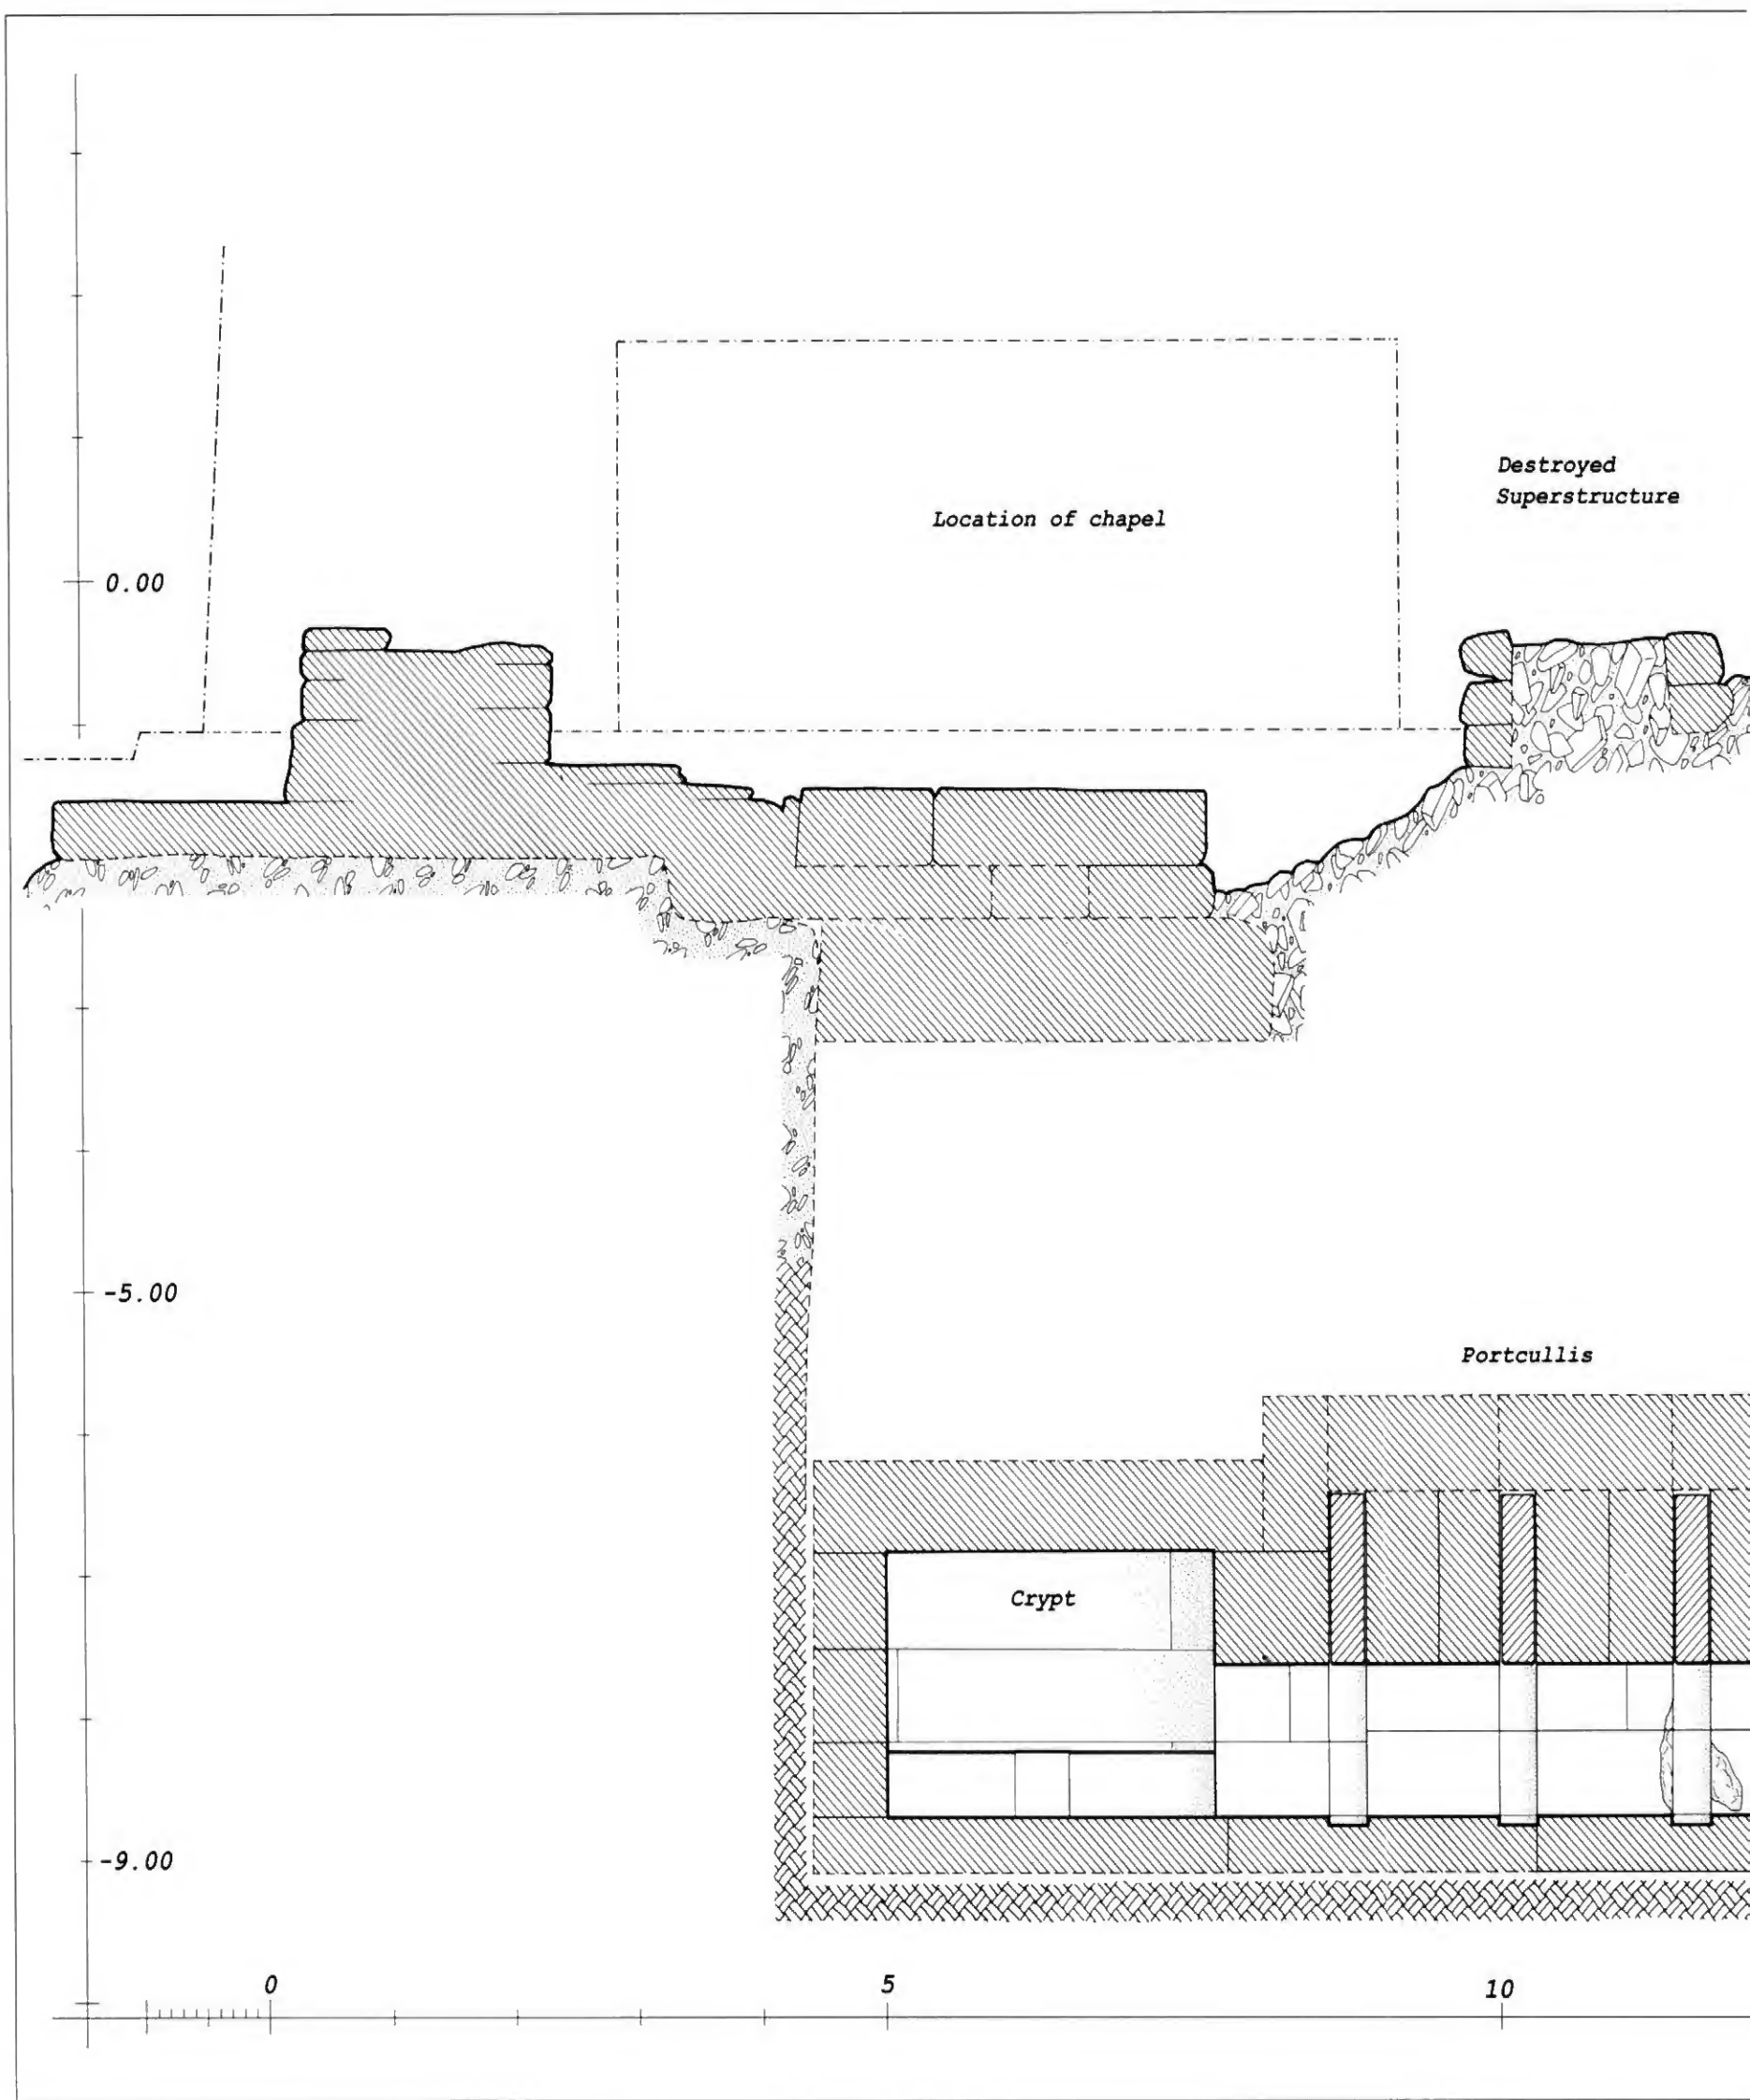 Destroyed
Superstructure
Location of chapel
0.00
-5.00
Portcullis
Crypt
-9.00
0
5
10